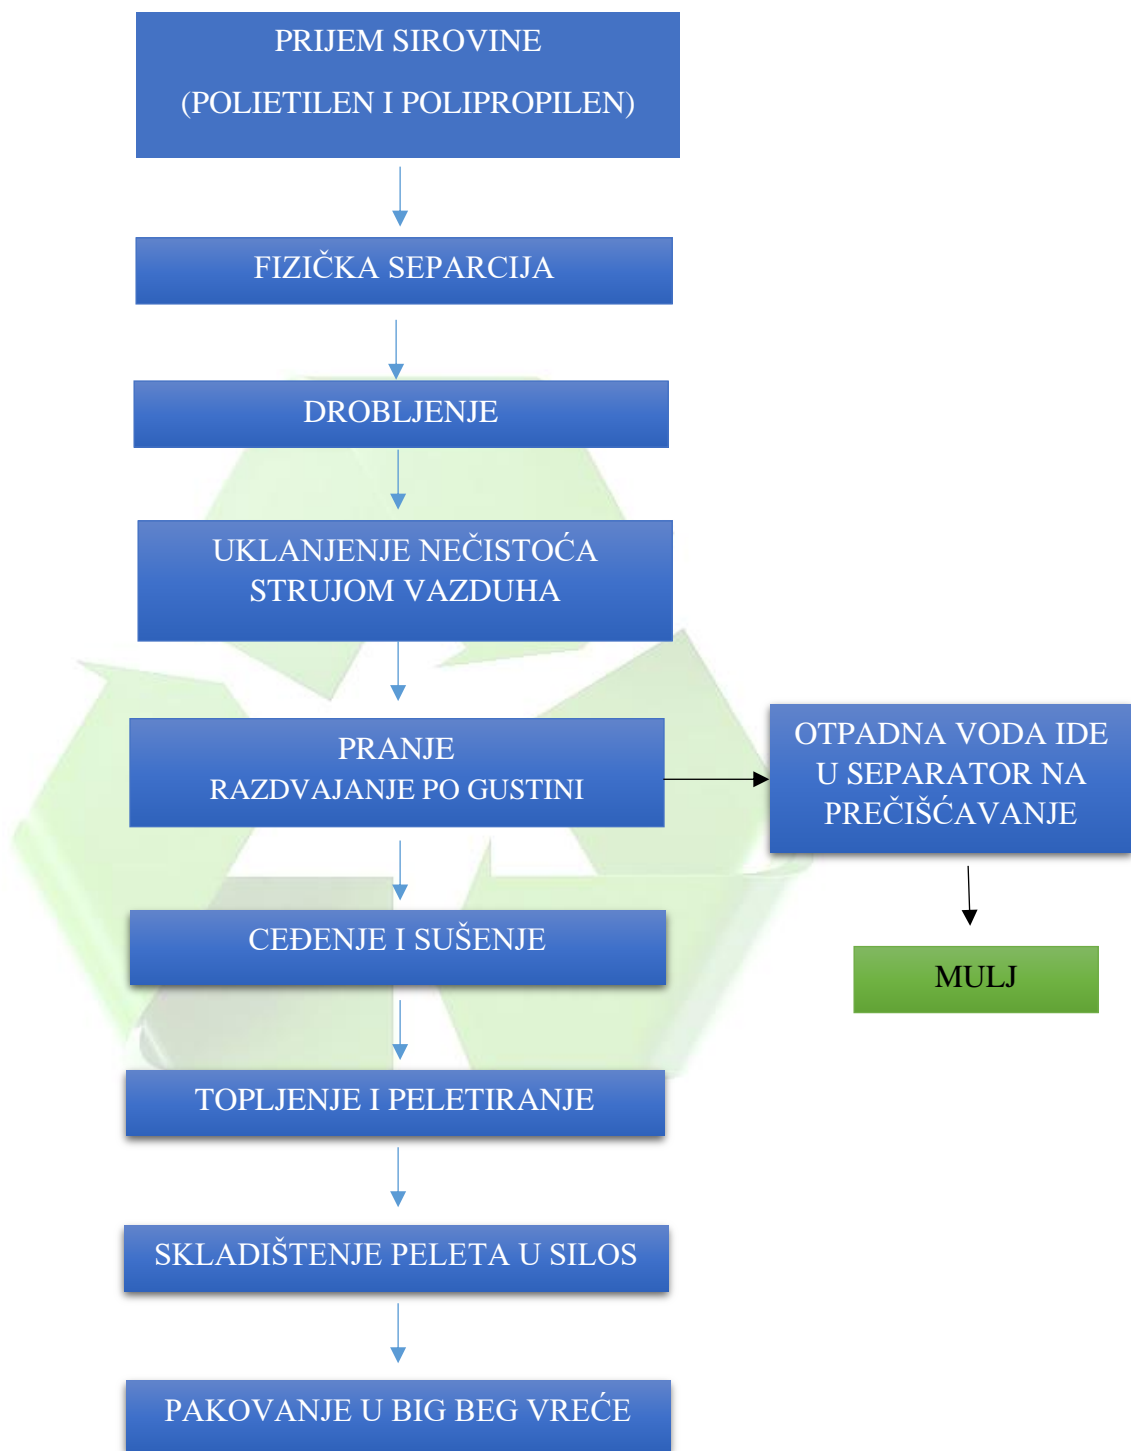 PRIJEM SIROVINE
(POLIETILEN I POLIPROPILEN)
FIZIČKA SEPARCIJA
DROBLJENJE
UKLANJENJE NEČISTOĆA
STRUJOM VAZDUHA
PRANJE
RAZDVAJANJE PO GUSTINI
OTPADNA VODA IDE
U SEPARATOR NA
PREČIŠĆAVANJE
CEĐENJE I SUŠENJE
MULJ
TOPLJENJE I PELETIRANJE
SKLADIŠTENJE PELETA U SILOS
PAKOVANJE U BIG BEG VREĆE